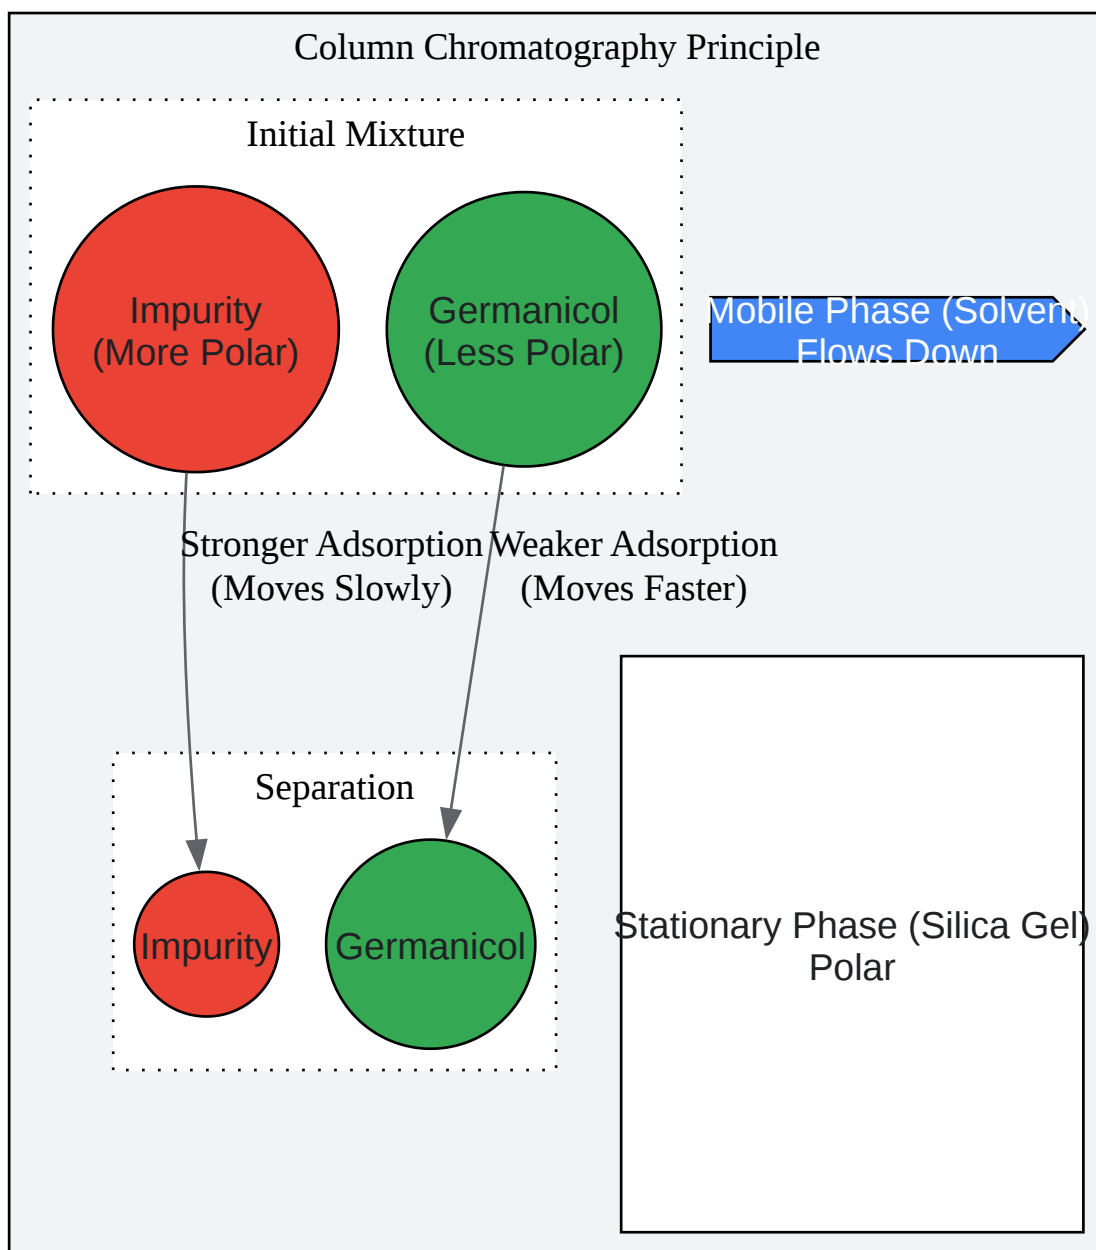 Column Chromatography Principle
Initial Mixture
Impurity
(More Polar)
Germanicol
(Less Polar)
Mobile Phase (Solvent)
Flows Down
Stronger Adsorption
(Moves Slowly)
Weaker Adsorption
(Moves Faster)
Separation
Impurity
Germanicol
Stationary Phase (Silica Gel)
Polar